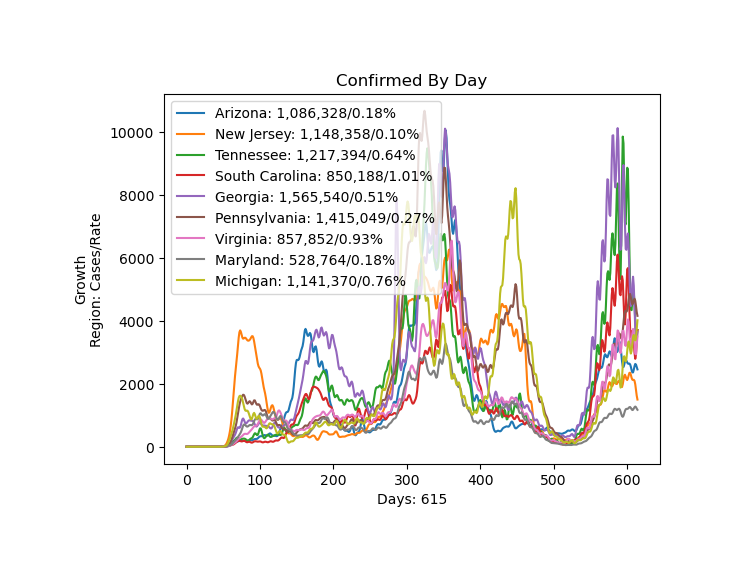 Confirmed By Day
Growth
Region: Cases/Rate
10000
8000
6000
4000
2000
0
Arizona: 1,086,328/0.18%
New Jersey: 1,148,358/0.10%
Tennessee: 1,217,394/0.64%
South Carolina: 850,188/1.01%
Georgia: 1,565,540/0.51%
Pennsylvania: 1,415,049/0.27%
Virginia: 857,852/0.93%
Maryland: 528,764/0.18%
Michigan: 1,141,370/0.76%
0 100 200 300 400 500 600
Days: 615